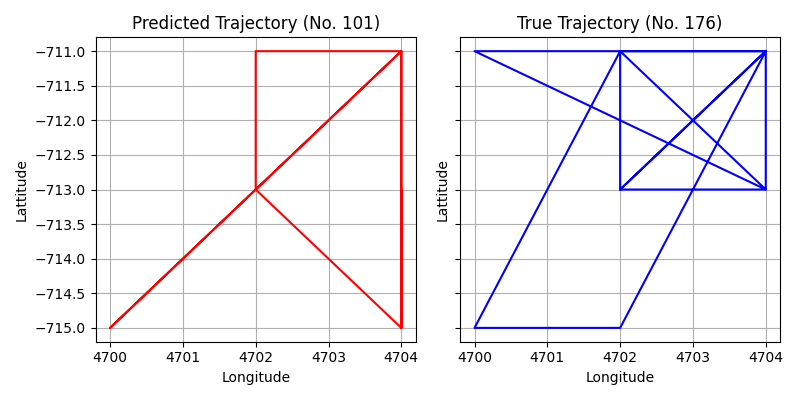 Predicted Trajectory (No. 101)
True Trajectory (No. 176)
−711.0
−711.5
−712.0
−712.5
−713.0
−713.5
−714.0
−714.5
−715.0
Lattitude
Lattitude
4700 4701 4702 4703 4704
4700 4701 4702 4703 4704
Longitude
Longitude